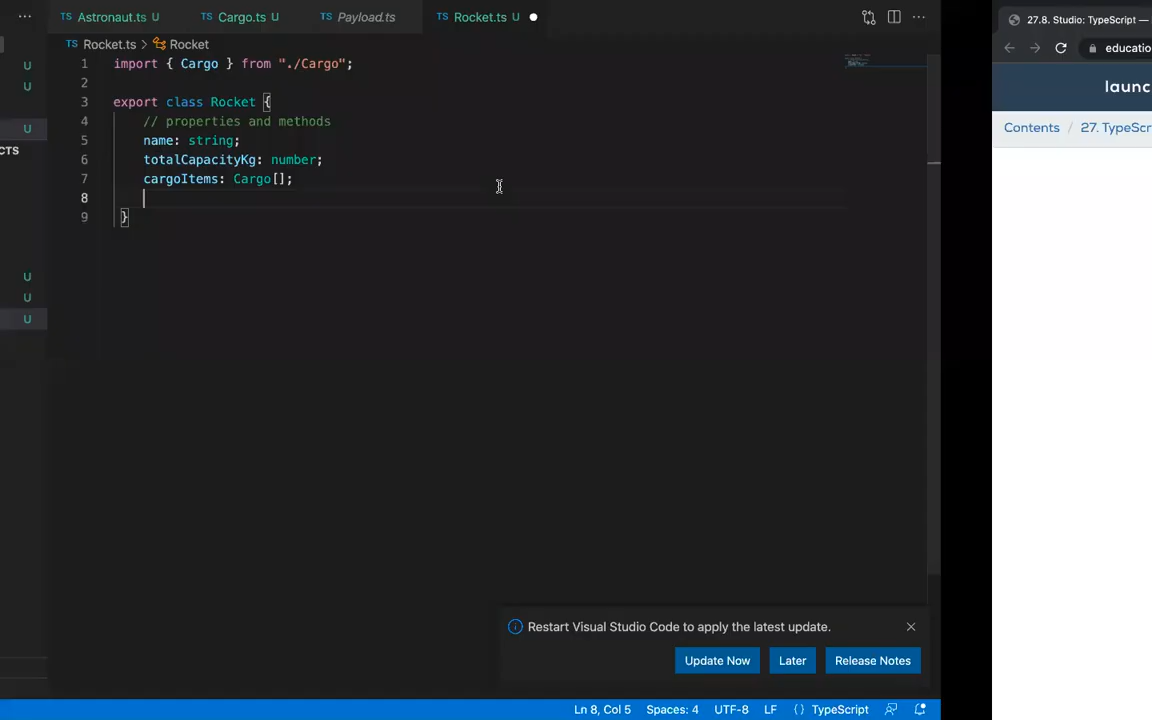 Astronaut.ts U
Cargo.ts U
Payload.ts
Rocket.ts U
TS Rocket.ts > Rocket
1 import { Cargo } from "./Cargo";
2
3 export class Rocket {
4 // properties and methods
5 name: string;
6 totalCapacityKg: number;
7 cargoItems: Cargo[];
8
9 }
U
U
U
CTS
U
U
U
Restart Visual Studio Code to apply the latest update.
Update Now
Later
Release Notes
Ln 8, Col 5
Spaces: 4
UTF-8
LF
{ } TypeScript
27.8. Studio: TypeScript —
educatio
launc
Contents / 27. TypeScr